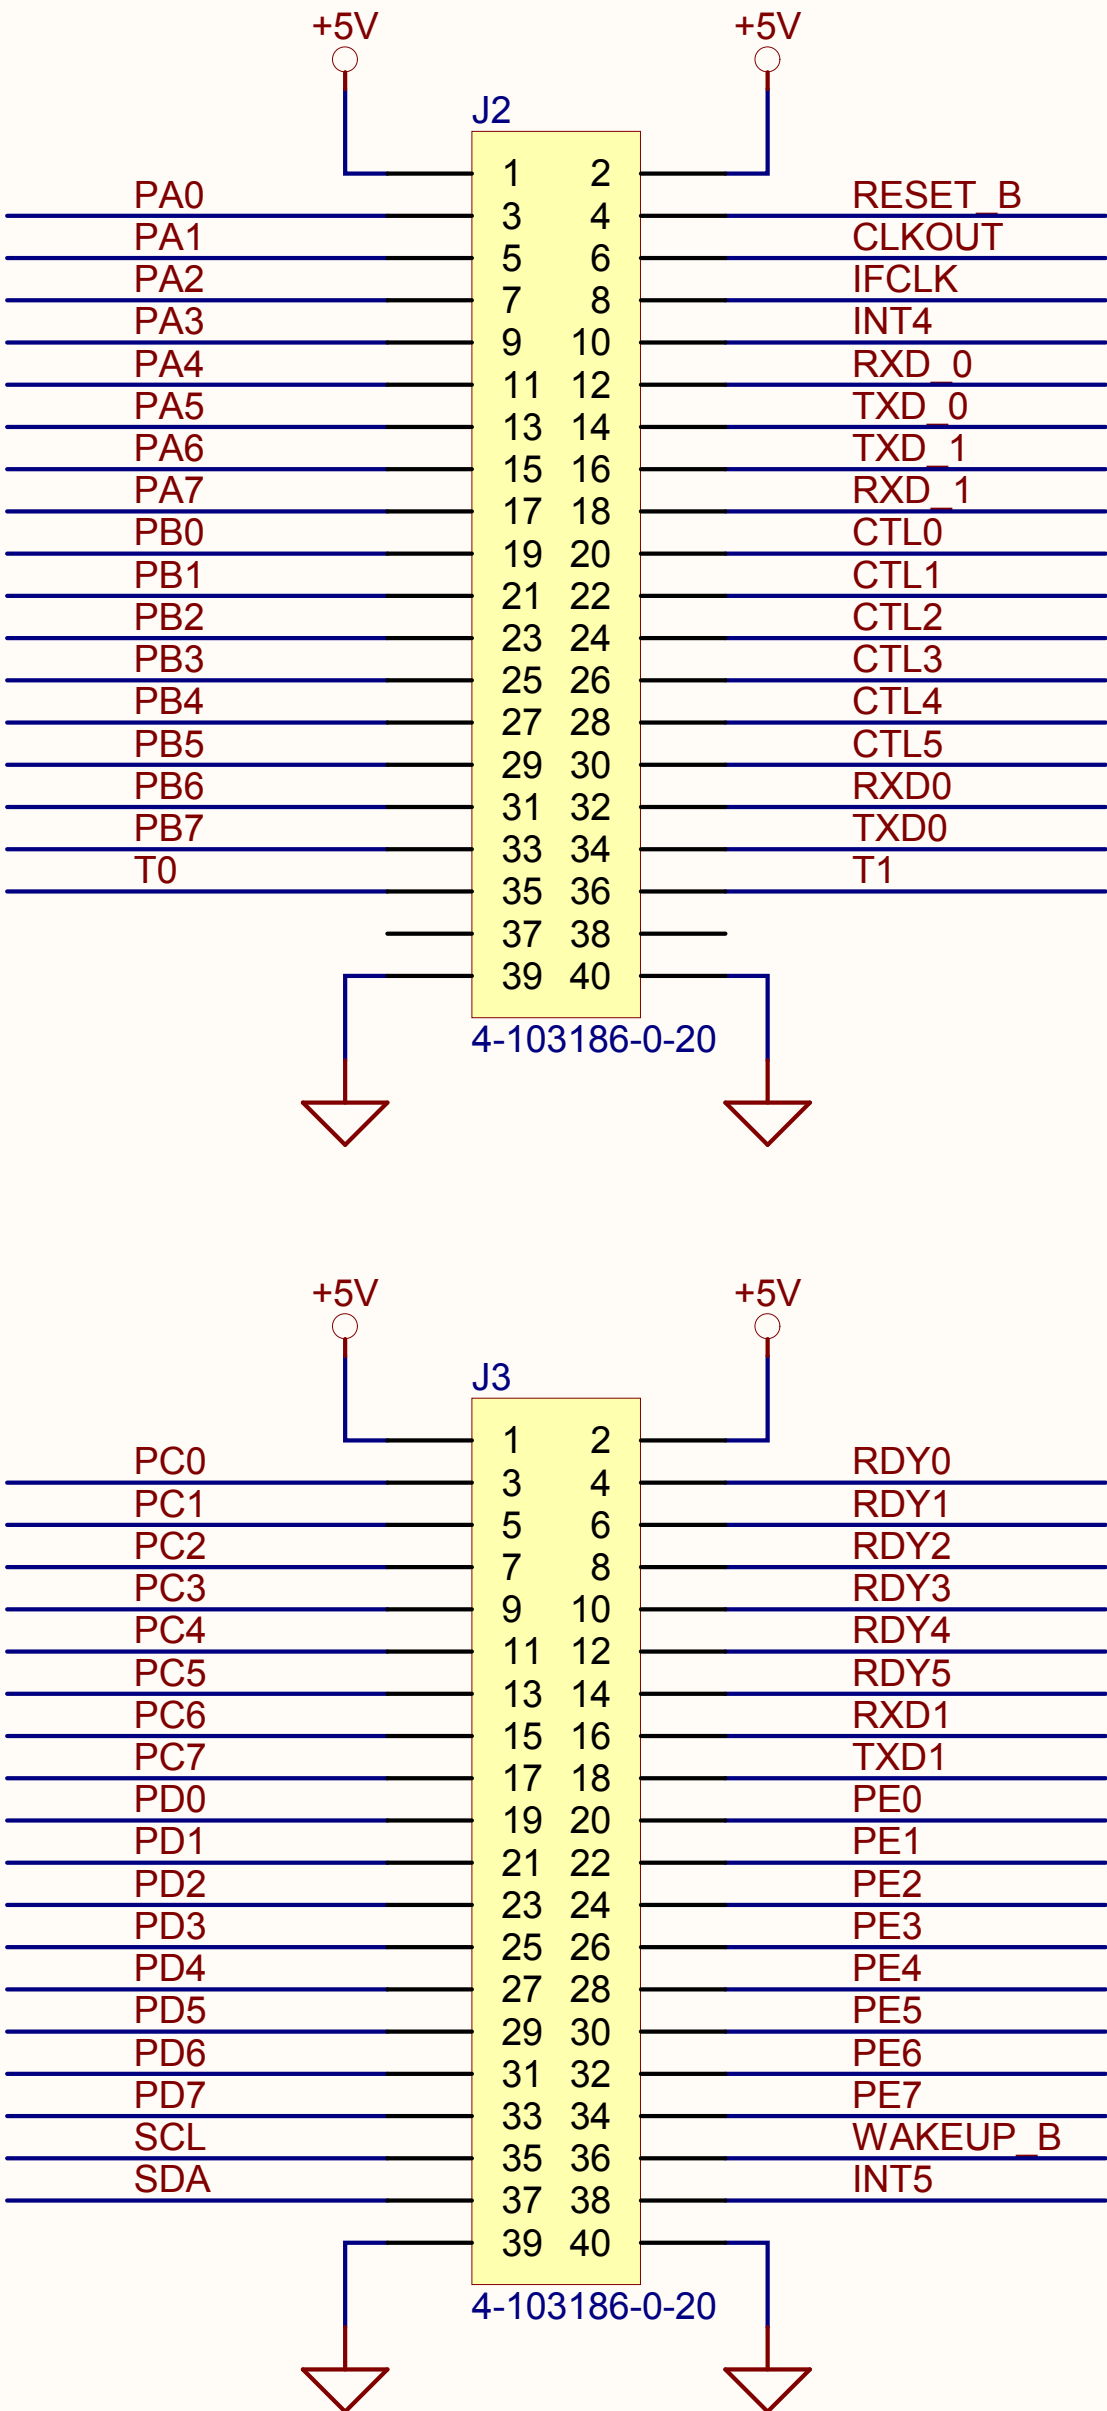 +5V +5V
J2
1 2
PA0 3 4 RESET_B
PA1 5 6 CLKOUT
PA2 7 8 IFCLK
PA3 9 10 INT4
PA4 11 12 RXD_0
PA5 13 14 TXD_0
PA6 15 16 TXD_1
PA7 17 18 RXD_1
PB0 19 20 CTL0
PB1 21 22 CTL1
PB2 23 24 CTL2
PB3 25 26 CTL3
PB4 27 28 CTL4
PB5 29 30 CTL5
PB6 31 32 RXD0
PB7 33 34 TXD0
T0 35 36 T1
37 38
39 40
4-103186-0-20
+5V +5V
J3
1 2
PC0 3 4 RDY0
PC1 5 6 RDY1
PC2 7 8 RDY2
PC3 9 10 RDY3
PC4 11 12 RDY4
PC5 13 14 RDY5
PC6 15 16 RXD1
PC7 17 18 TXD1
PD0 19 20 PE0
PD1 21 22 PE1
PD2 23 24 PE2
PD3 25 26 PE3
PD4 27 28 PE4
PD5 29 30 PE5
PD6 31 32 PE6
PD7 33 34 PE7
SCL 35 36 WAKEUP_B
SDA 37 38 INT5
39 40
4-103186-0-20